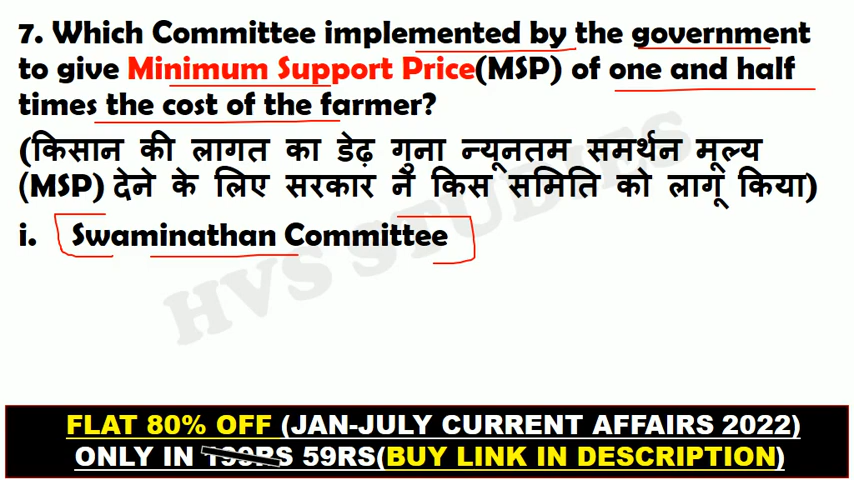 7. Which Committee implemented by the government
to give Minimum Support Price(MSP) of one and half
times the cost of the farmer?
(किसान की लागत का डेढ़ गुना न्यूनतम समर्थन मूल्य
(MSP) देने के लिए सरकार ने किस समिति को लागू किया)
i. Swaminathan Committee
HVS STUDIES
FLAT 80% OFF (JAN-JULY CURRENT AFFAIRS 2022)
ONLY IN 199RS 59RS(BUY LINK IN DESCRIPTION)